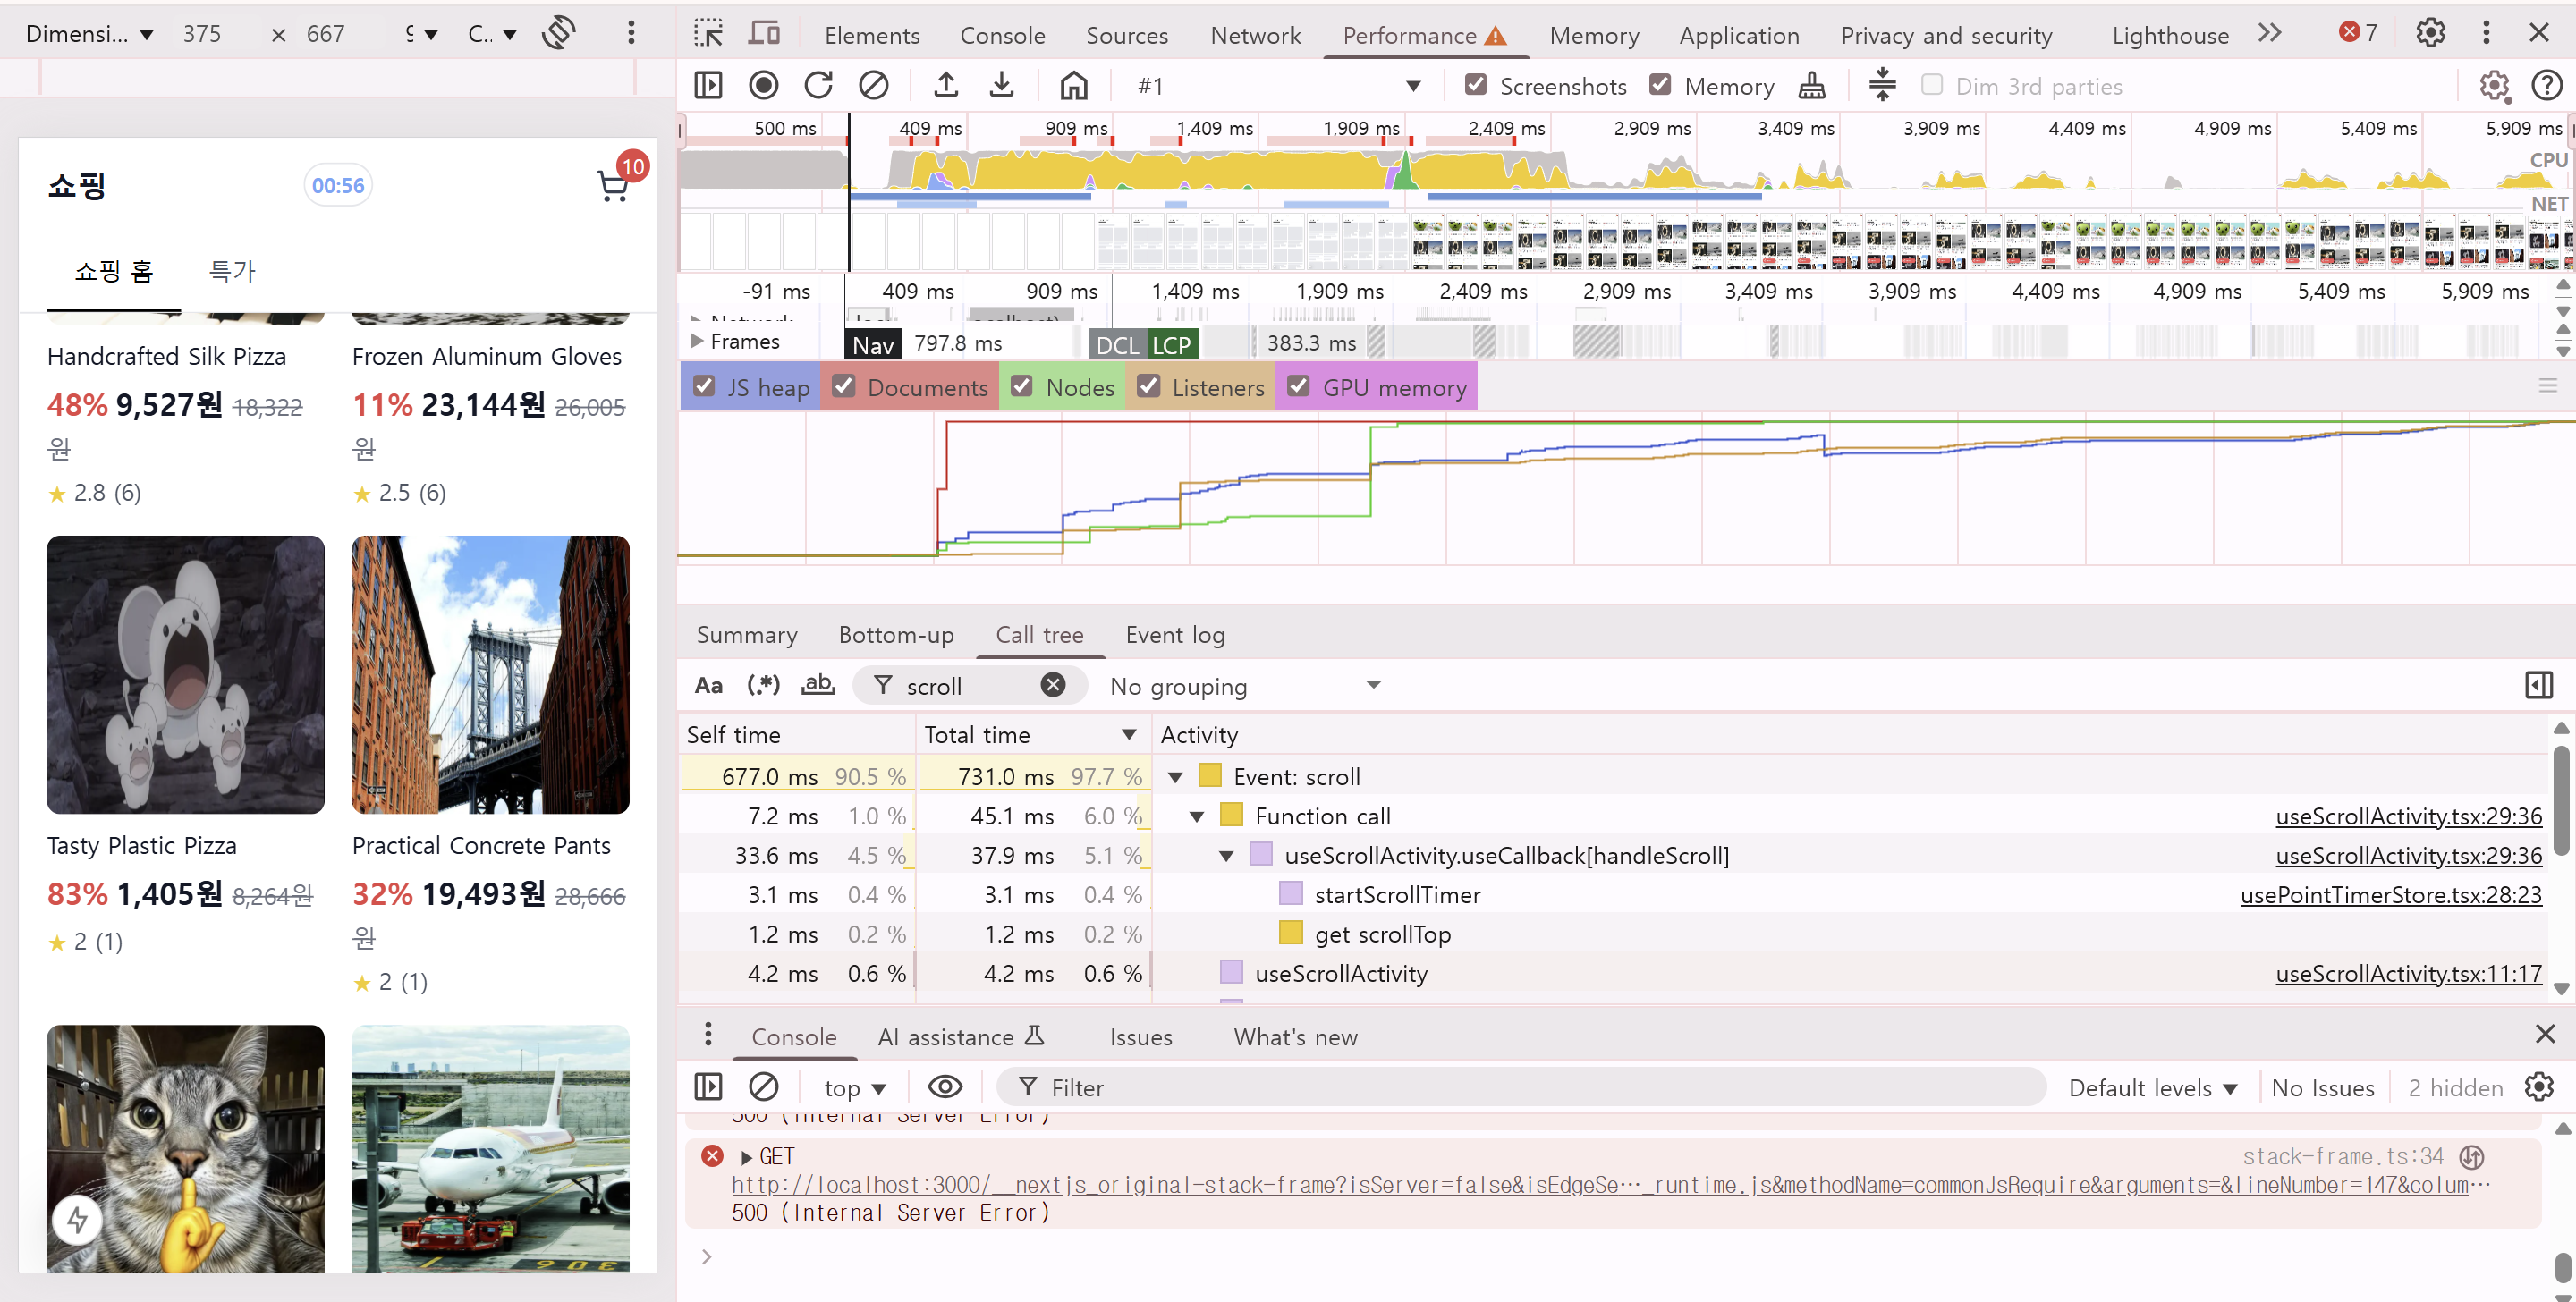 Dimensi... 375 × 667 9 C..
쇼핑 00:56 10
쇼핑 홈 특가
Handcrafted Silk Pizza
48% 9,527원 18,322
원
2.8 (6)
Frozen Aluminum Gloves
11% 23,144원 26,005
원
2.5 (6)
Tasty Plastic Pizza
83% 1,405원 8,264원
2 (1)
Practical Concrete Pants
32% 19,493원 28,666
원
2 (1)
Elements Console Sources Network Performance Memory Application Privacy and security Lighthouse 7
#1 Screenshots Memory Dim 3rd parties
500 ms 409 ms 909 ms 1,409 ms 1,909 ms 2,409 ms 2,909 ms 3,409 ms 3,909 ms 4,409 ms 4,909 ms 5,409 ms 5,909 ms
CPU
NET
-91 ms 409 ms 909 ms 1,409 ms 1,909 ms 2,409 ms 2,909 ms 3,409 ms 3,909 ms 4,409 ms 4,909 ms 5,409 ms 5,909 ms
Network
Frames Nav 797.8 ms DCL LCP 383.3 ms
JS heap Documents Nodes Listeners GPU memory
Summary Bottom-up Call tree Event log
Aa (.*) ab scroll No grouping
Self time Total time Activity
677.0 ms 90.5 % 731.0 ms 97.7 % Event: scroll
7.2 ms 1.0 % 45.1 ms 6.0 % Function call useScrollActivity.tsx:29:36
33.6 ms 4.5 % 37.9 ms 5.1 % useScrollActivity.useCallback[handleScroll] useScrollActivity.tsx:29:36
3.1 ms 0.4 % 3.1 ms 0.4 % startScrollTimer usePointTimerStore.tsx:28:23
1.2 ms 0.2 % 1.2 ms 0.2 % get scrollTop
4.2 ms 0.6 % 4.2 ms 0.6 % useScrollActivity useScrollActivity.tsx:11:17
Console AI assistance Issues What's new
top Filter Default levels No Issues 2 hidden
500 (Internal Server Error)
GET stack-frame.ts:34
http://localhost:3000/__nextjs_original-stack-frame?isServer=false&isEdgeSe…_runtime.js&methodName=commonJsRequire&arguments=&lineNumber=147&colum…
500 (Internal Server Error)